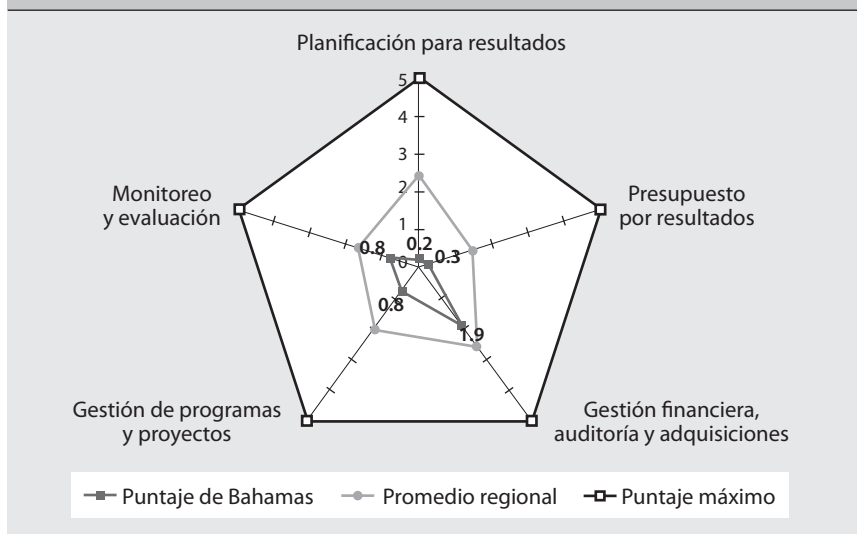 Planificación para resultados
5
4
3
2
1
0
Monitoreo
y evaluación
Presupuesto
por resultados
0.8
0.2
0.3
0.8
1.9
Gestión de programas
y proyectos
Gestión financiera,
auditoría y adquisiciones
Puntaje de Bahamas
Promedio regional
Puntaje máximo